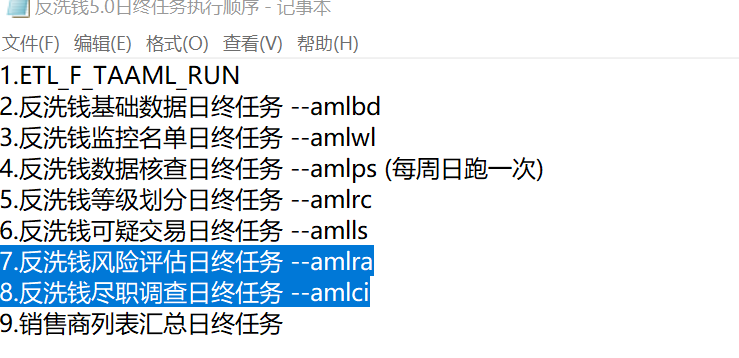 反洗钱5.0日终任务执行顺序 - 记事本
文件(F) 编辑(E) 格式(O) 查看(V) 帮助(H)
1.ETL_F_TAAML_RUN
2.反洗钱基础数据日终任务 --amlbd
3.反洗钱监控名单日终任务 --amlwl
4.反洗钱数据核查日终任务 --amlps (每周日跑一次)
5.反洗钱等级划分日终任务 --amlrc
6.反洗钱可疑交易日终任务 --amlls
7.反洗钱风险评估日终任务 --amlra
8.反洗钱尽职调查日终任务 --amlci
9.销售商列表汇总日终任务